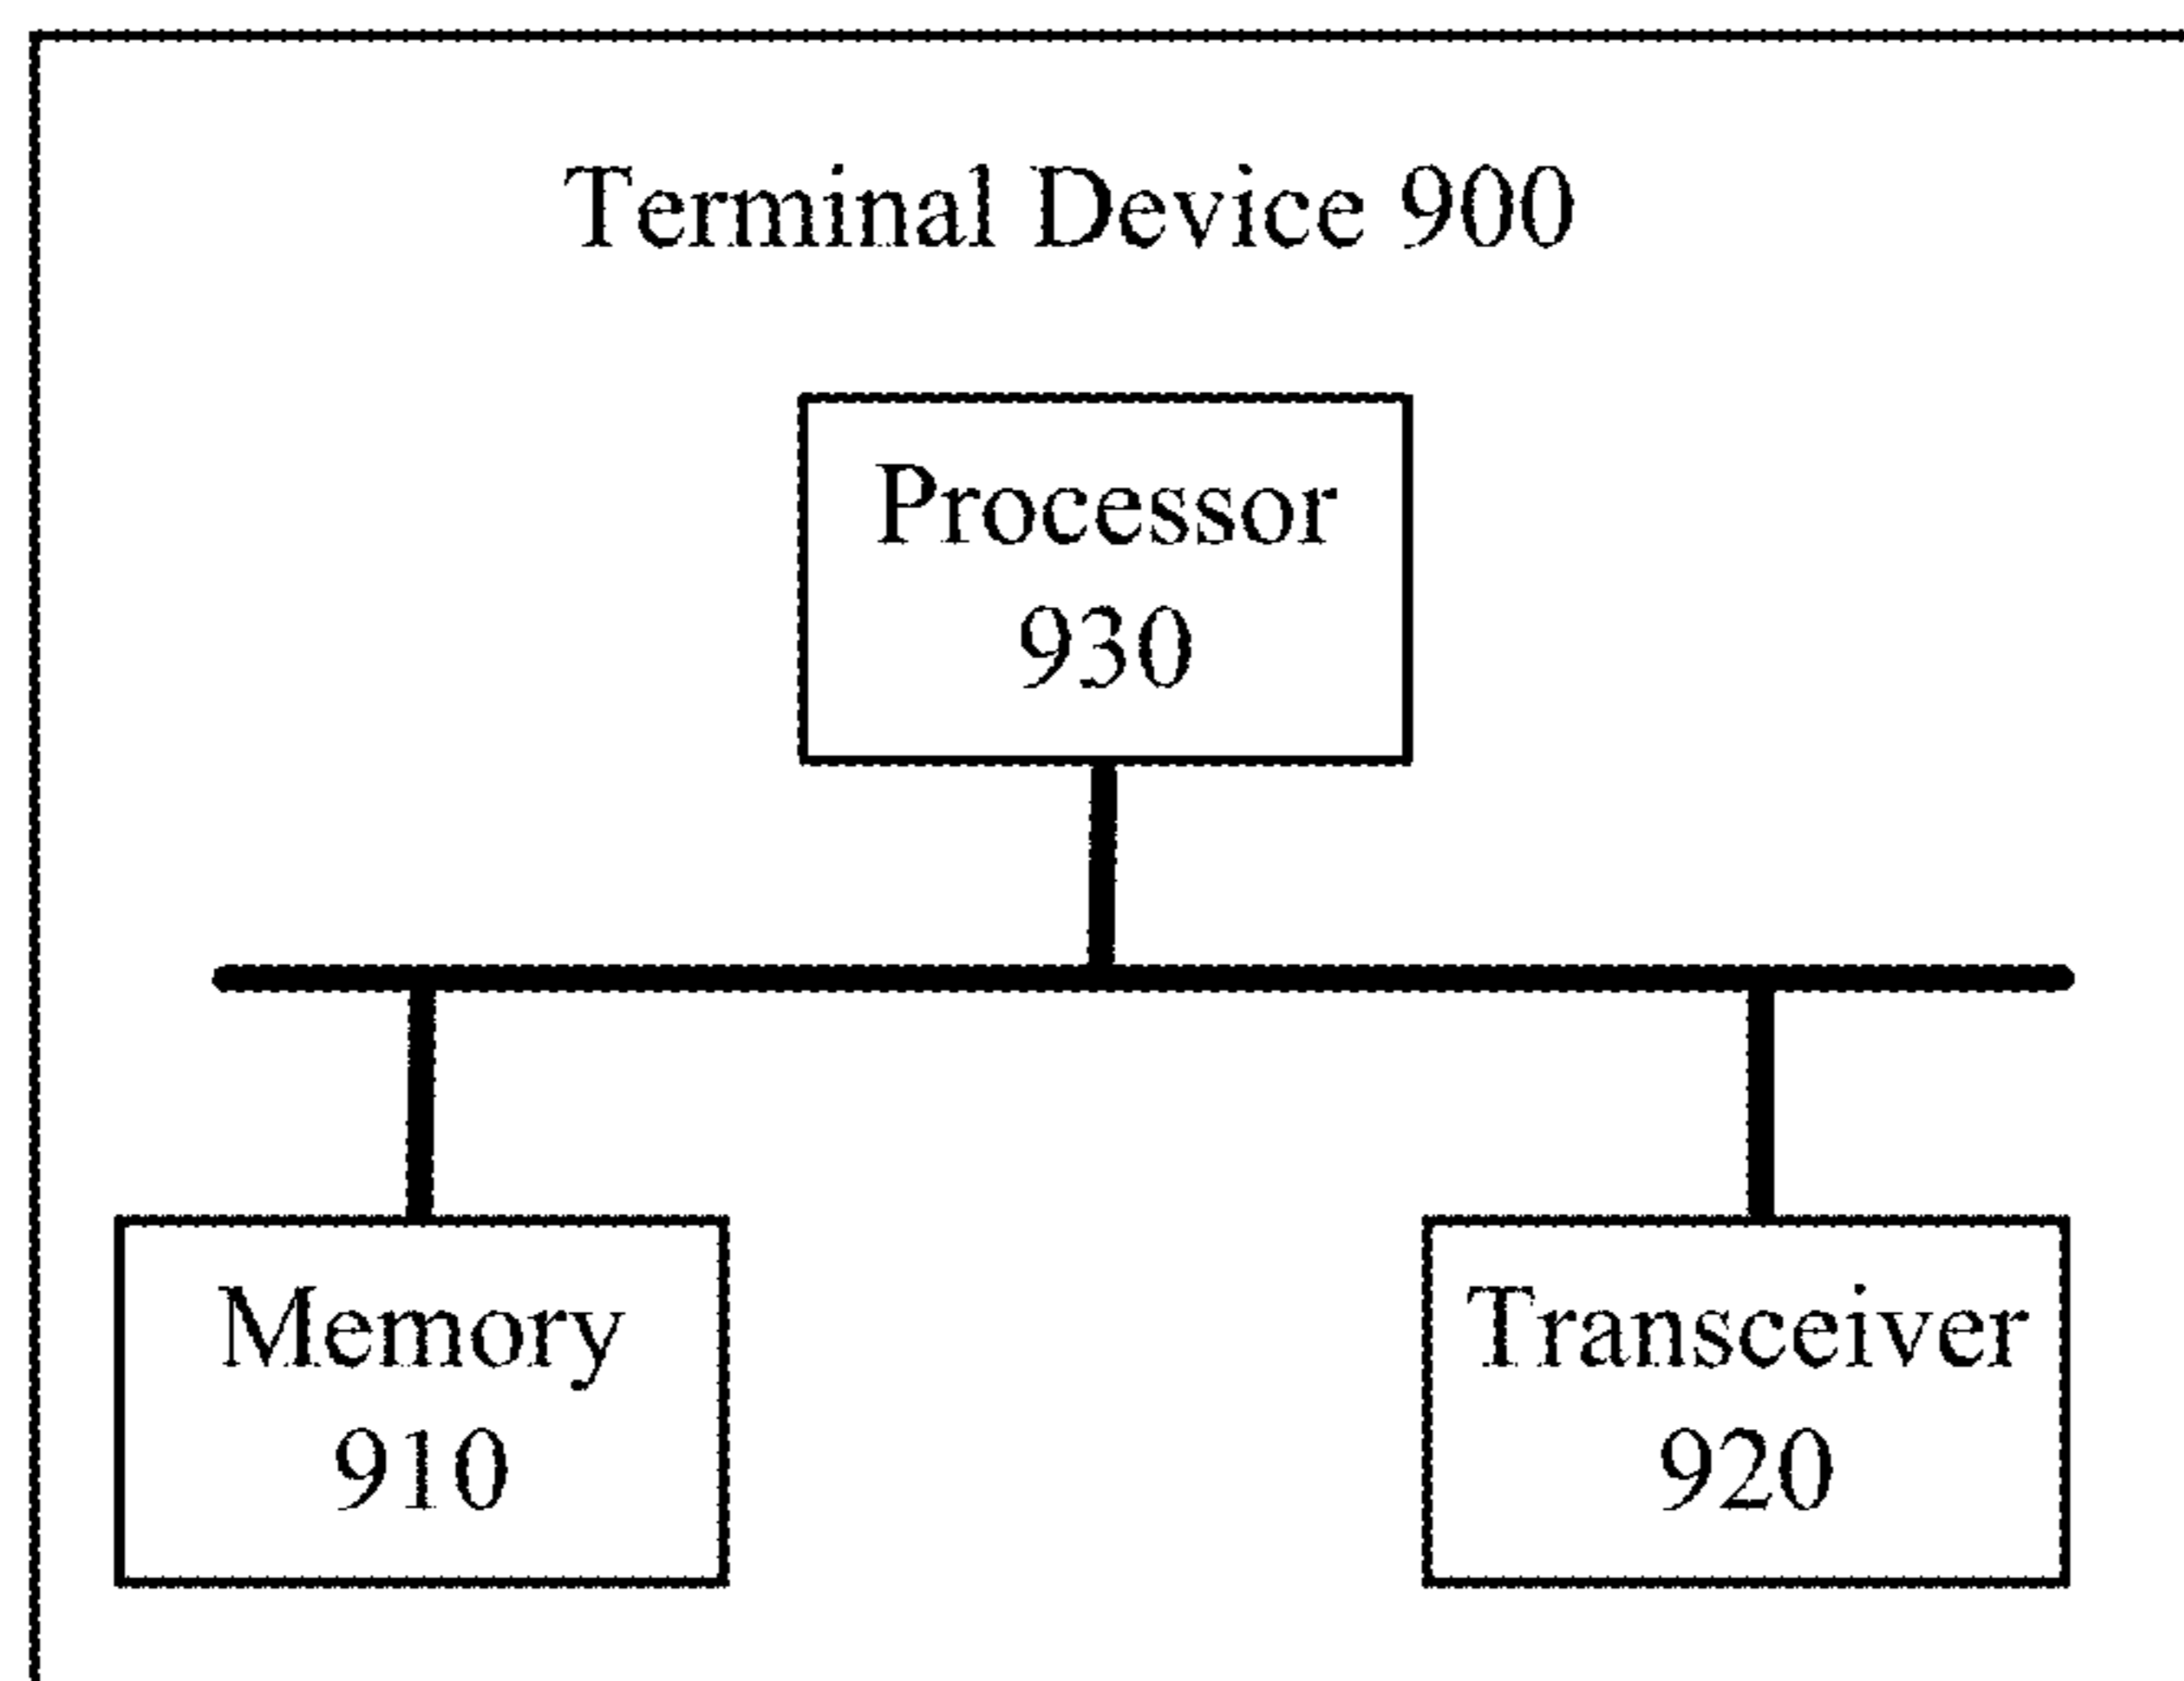 Terminal Device 900
Processor
930
Memory
910
Transceiver
920